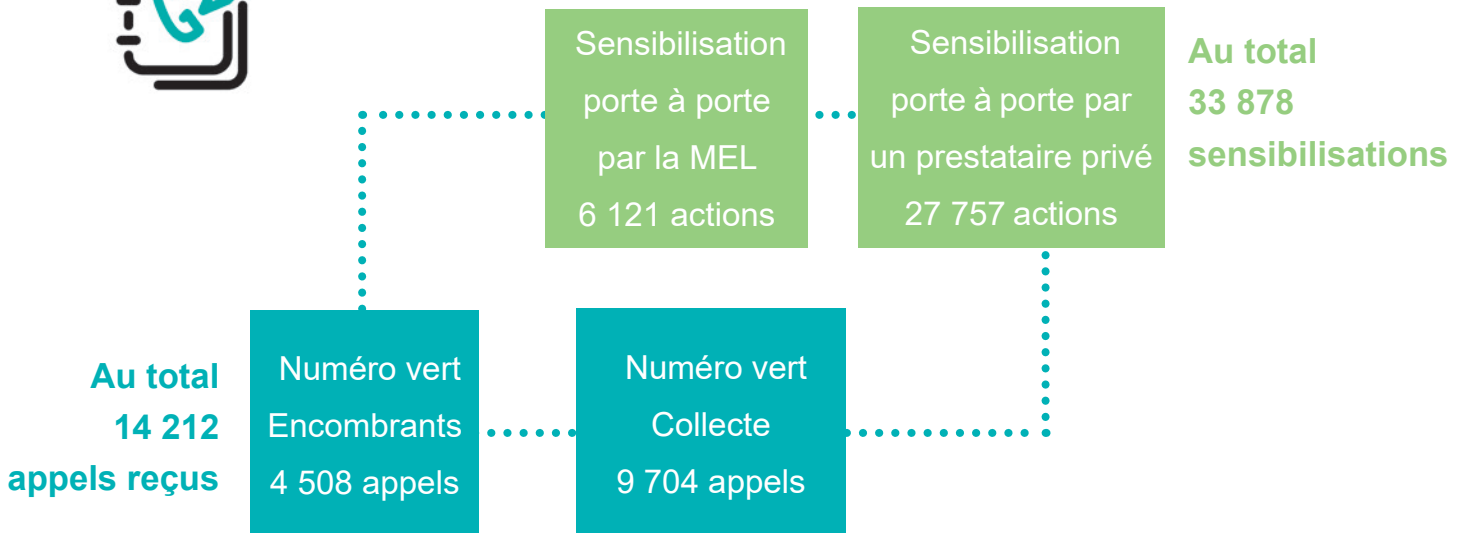 Sensibilisation
porte à porte
par la MEL
6 121 actions
Sensibilisation
porte à porte par
un prestataire privé
27 757 actions
Au total
33 878
sensibilisations
Au total
14 212
appels reçus
Numéro vert
Encombrants
4 508 appels
Numéro vert
Collecte
9 704 appels